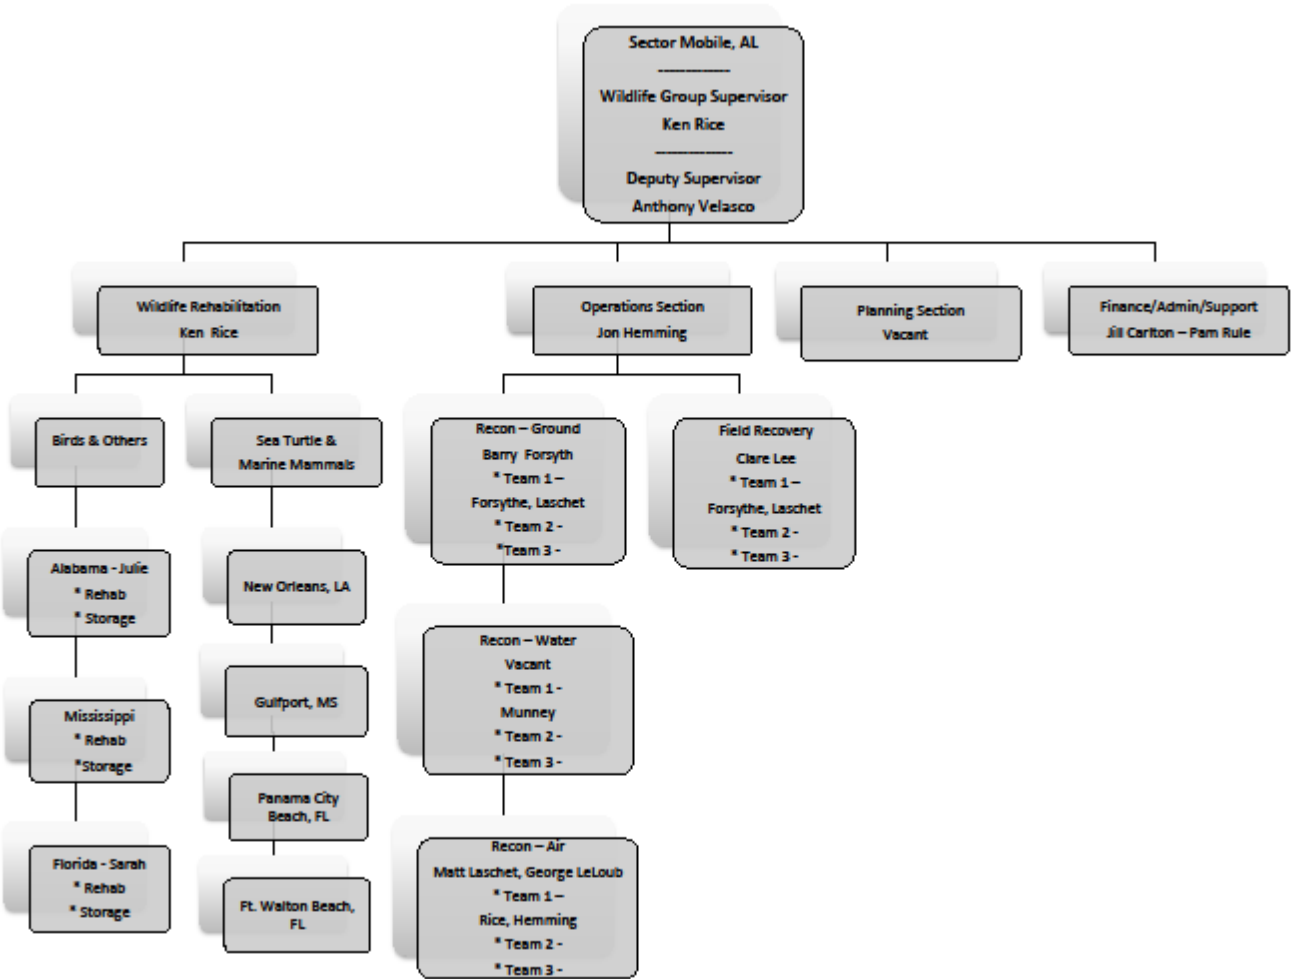 Sector Mobile, AL
---------------
Wildlife Group Supervisor
Ken Rice
----------------
Deputy Supervisor
Anthony Velasco
Wildlife Rehabilitation
Ken Rice
Operations Section
Jon Hemming
Planning Section
Vacant
Finance/Admin/Support
Jill Carlton – Pam Rule
Birds & Others
Sea Turtle &
Marine Mammals
Recon – Ground
Barry Forsyth
* Team 1 –
Forsythe, Laschet
* Team 2 -
*Team 3 -
Field Recovery
Clare Lee
* Team 1 –
Forsythe, Laschet
* Team 2 -
* Team 3 -
Alabama - Julie
* Rehab
* Storage
New Orleans, LA
Recon – Water
Vacant
* Team 1 -
Munney
* Team 2 -
* Team 3 -
Mississippi
* Rehab
*Storage
Gulfport, MS
Panama City
Beach, FL
Recon – Air
Matt Laschet, George LeLoub
* Team 1 –
Rice, Hemming
* Team 2 -
* Team 3 -
Florida - Sarah
* Rehab
* Storage
Ft. Walton Beach,
FL